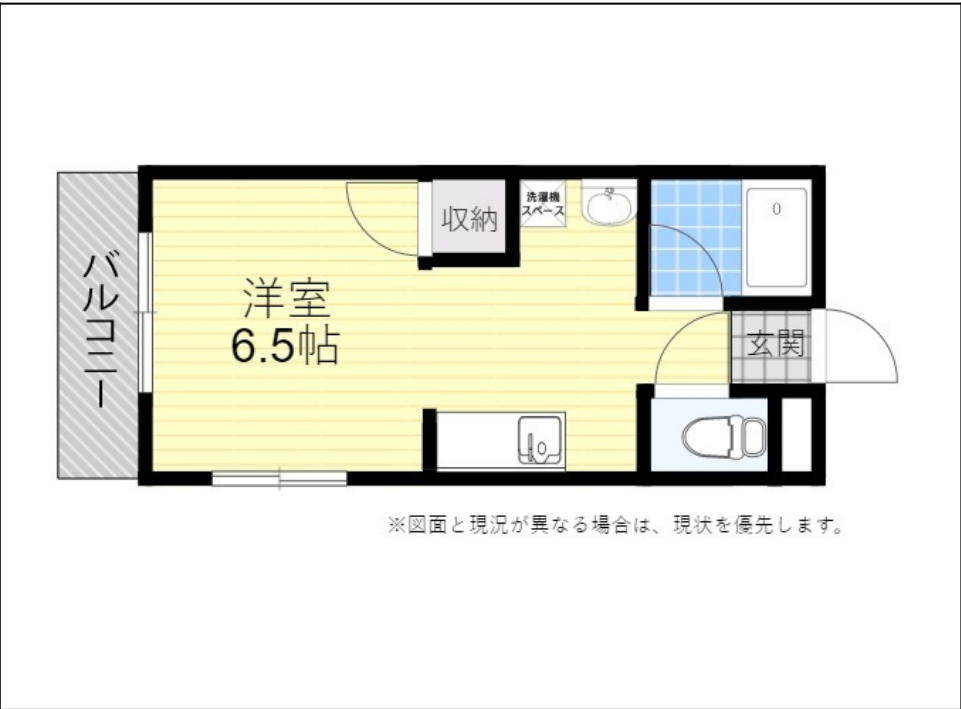 洗濯機
スペース
収納
0
バルコニー
洋室
6.5帖
玄関
※図面と現況が異なる場合は、現状を優先します。